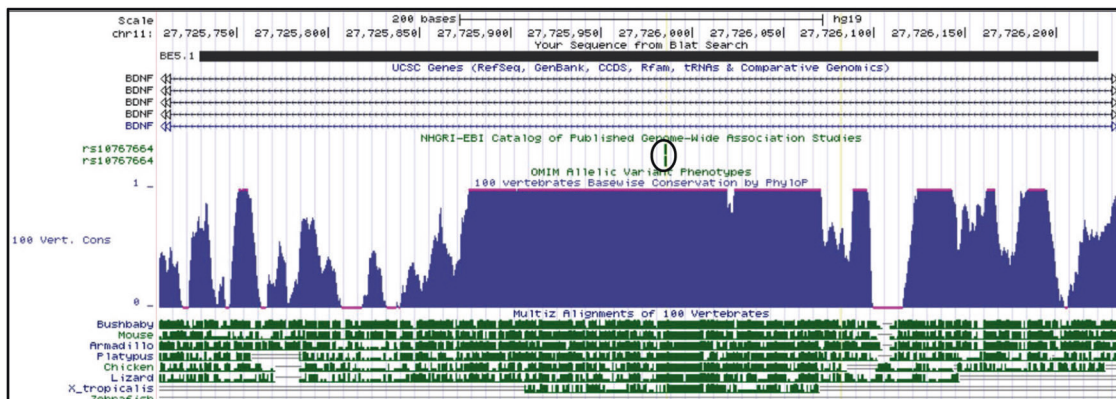 Scale 200 bases hg19
chr11: 27,725,750 27,725,800 27,725,850 27,725,900 27,725,950 27,726,000 27,726,050 27,726,100 27,726,150 27,726,200
Your Sequence from Blat Search
BE5.1
UCSC Genes (RefSeq, GenBank, CCDS, Rfam, tRNAs & Comparative Genomics)
BDNF
BDNF
BDNF
BDNF
BDNF
NHGRI-EBI Catalog of Published Genome-Wide Association Studies
rs10767664
rs10767664
OMIM Allelic Variant Phenotypes
100 vertebrates Basewise Conservation by PhyloP
1 _
100 Vert. Cons
0 _
Multiz Alignments of 100 Vertebrates
Bushbaby
Mouse
Armadillo
Platypus
Chicken
Lizard
X_tropicalis
Zebrafish